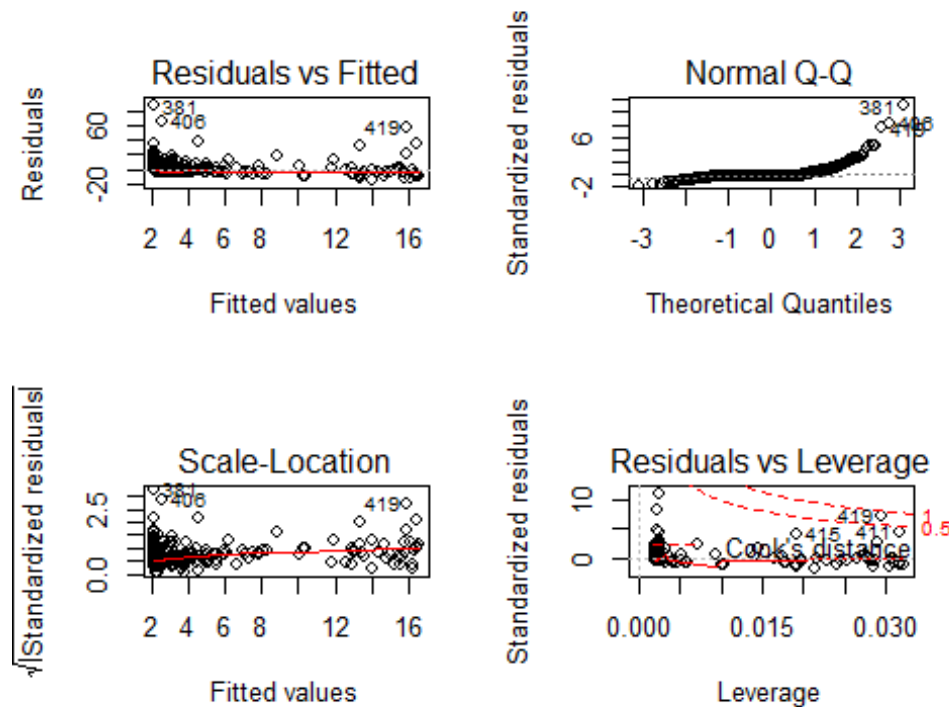 Residuals vs Fitted
Residuals
60
-20
381
406
419
2 4 6 8 12 16
Fitted values
Normal Q-Q
Standardized residuals
6
-2
381
406
419
-3 -1 0 1 2 3
Theoretical Quantiles
Scale-Location
√|Standardized residuals|
2.5
0.0
381
406
419
2 4 6 8 12 16
Fitted values
Residuals vs Leverage
Standardized residuals
10
0
419
415
411
1
0.5
Cook's distance
0.000 0.015 0.030
Leverage